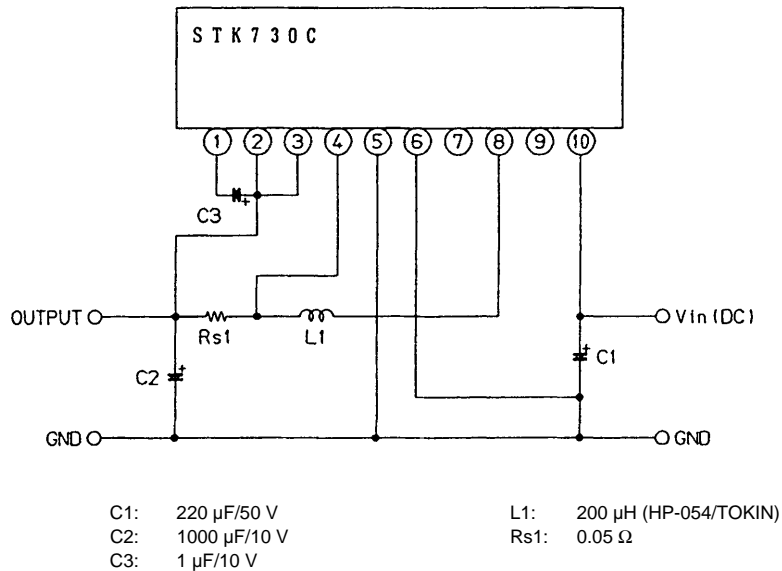 STK730C
1 2 3 4 5 6 7 8 9 10
C3 +
OUTPUT Rs1 L1 Vin(DC)
C2 + + C1
GND GND
C1: 220 µF/50 V L1: 200 µH (HP-054/TOKIN)
C2: 1000 µF/10 V Rs1: 0.05 Ω
C3: 1 µF/10 V